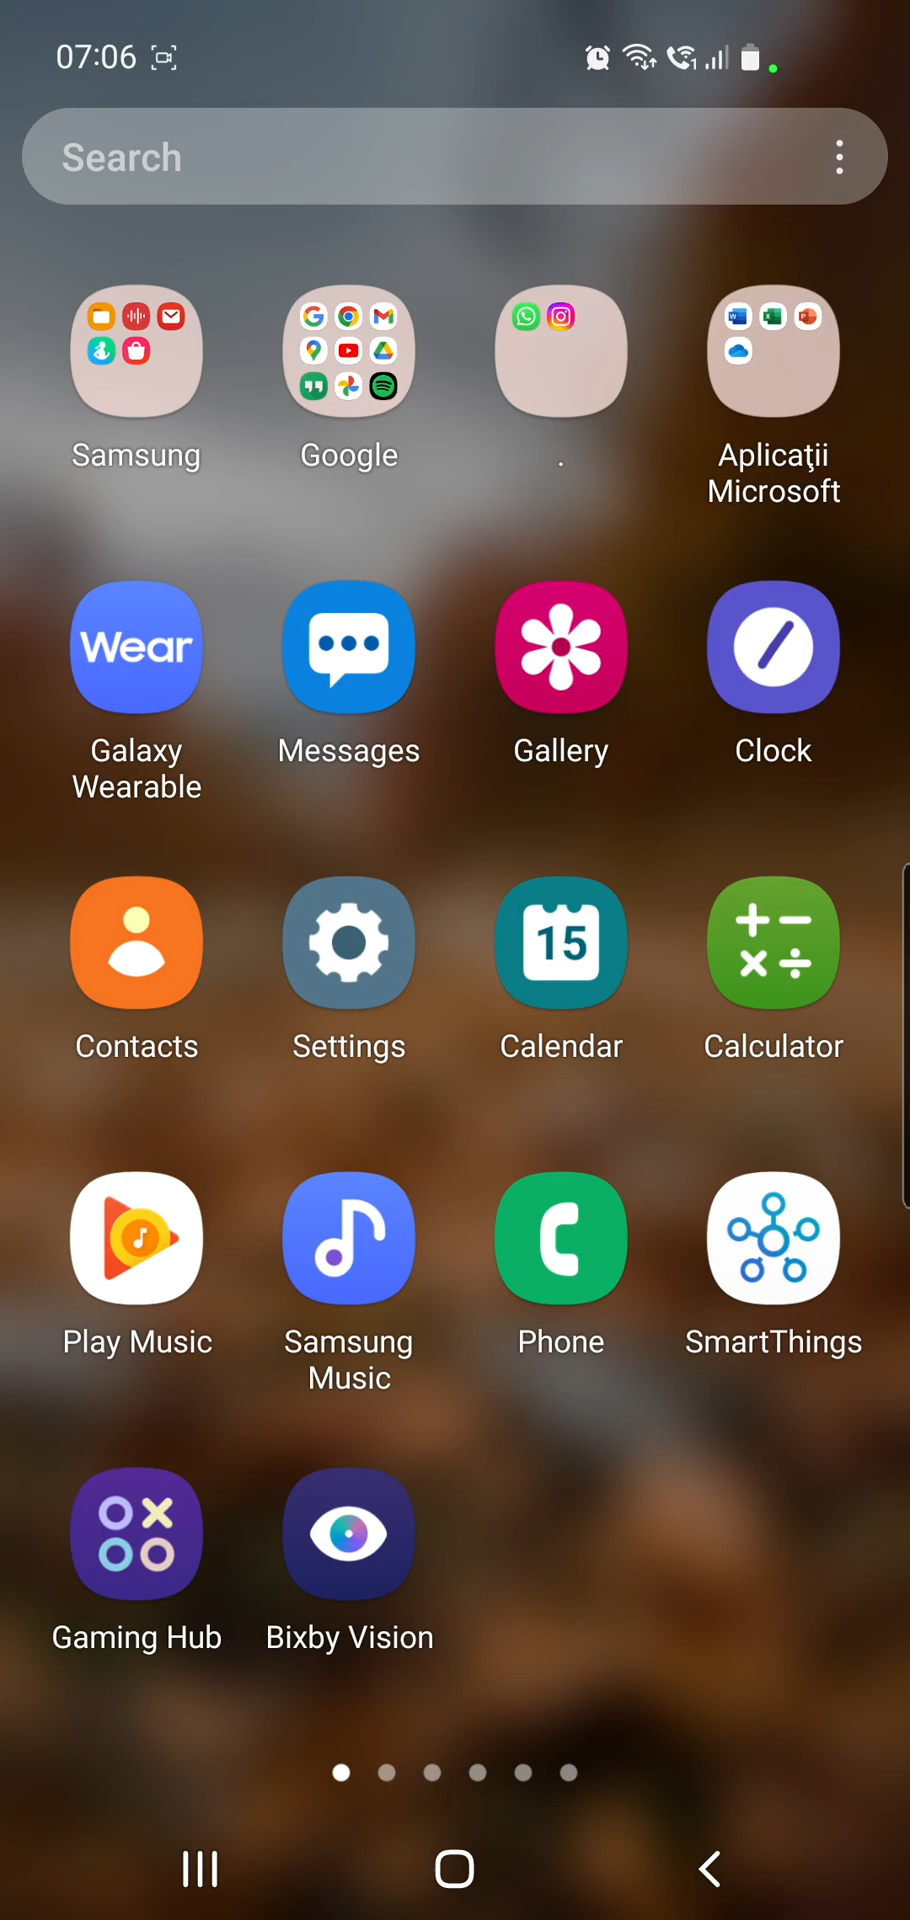 07:06
Search
Samsung
Google
.
Aplicaţii
Microsoft
Wear
Galaxy
Wearable
Messages
Gallery
Clock
Contacts
Settings
15
Calendar
Calculator
Play Music
Samsung
Music
Phone
SmartThings
Gaming Hub
Bixby Vision